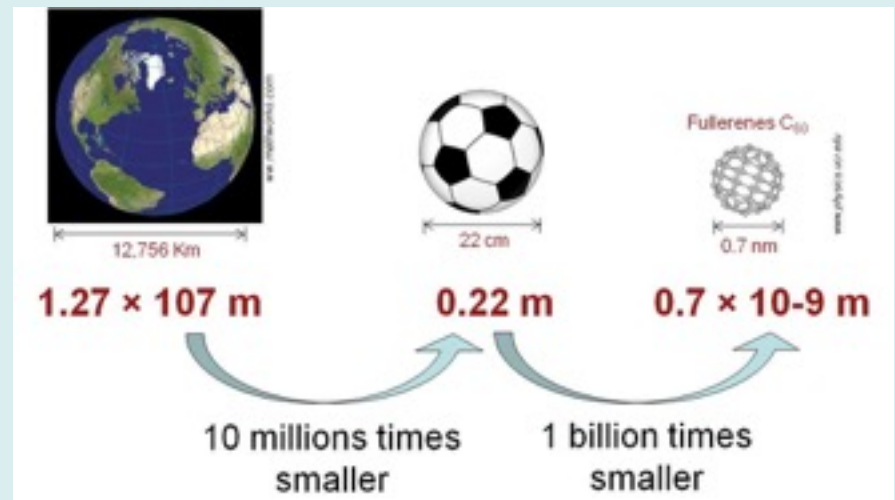 Fullerenes C₆₀
12,756 Km
22 cm
0.7 nm
1.27 × 107 m
0.22 m
0.7 × 10-9 m
10 millions times
smaller
1 billion times
smaller